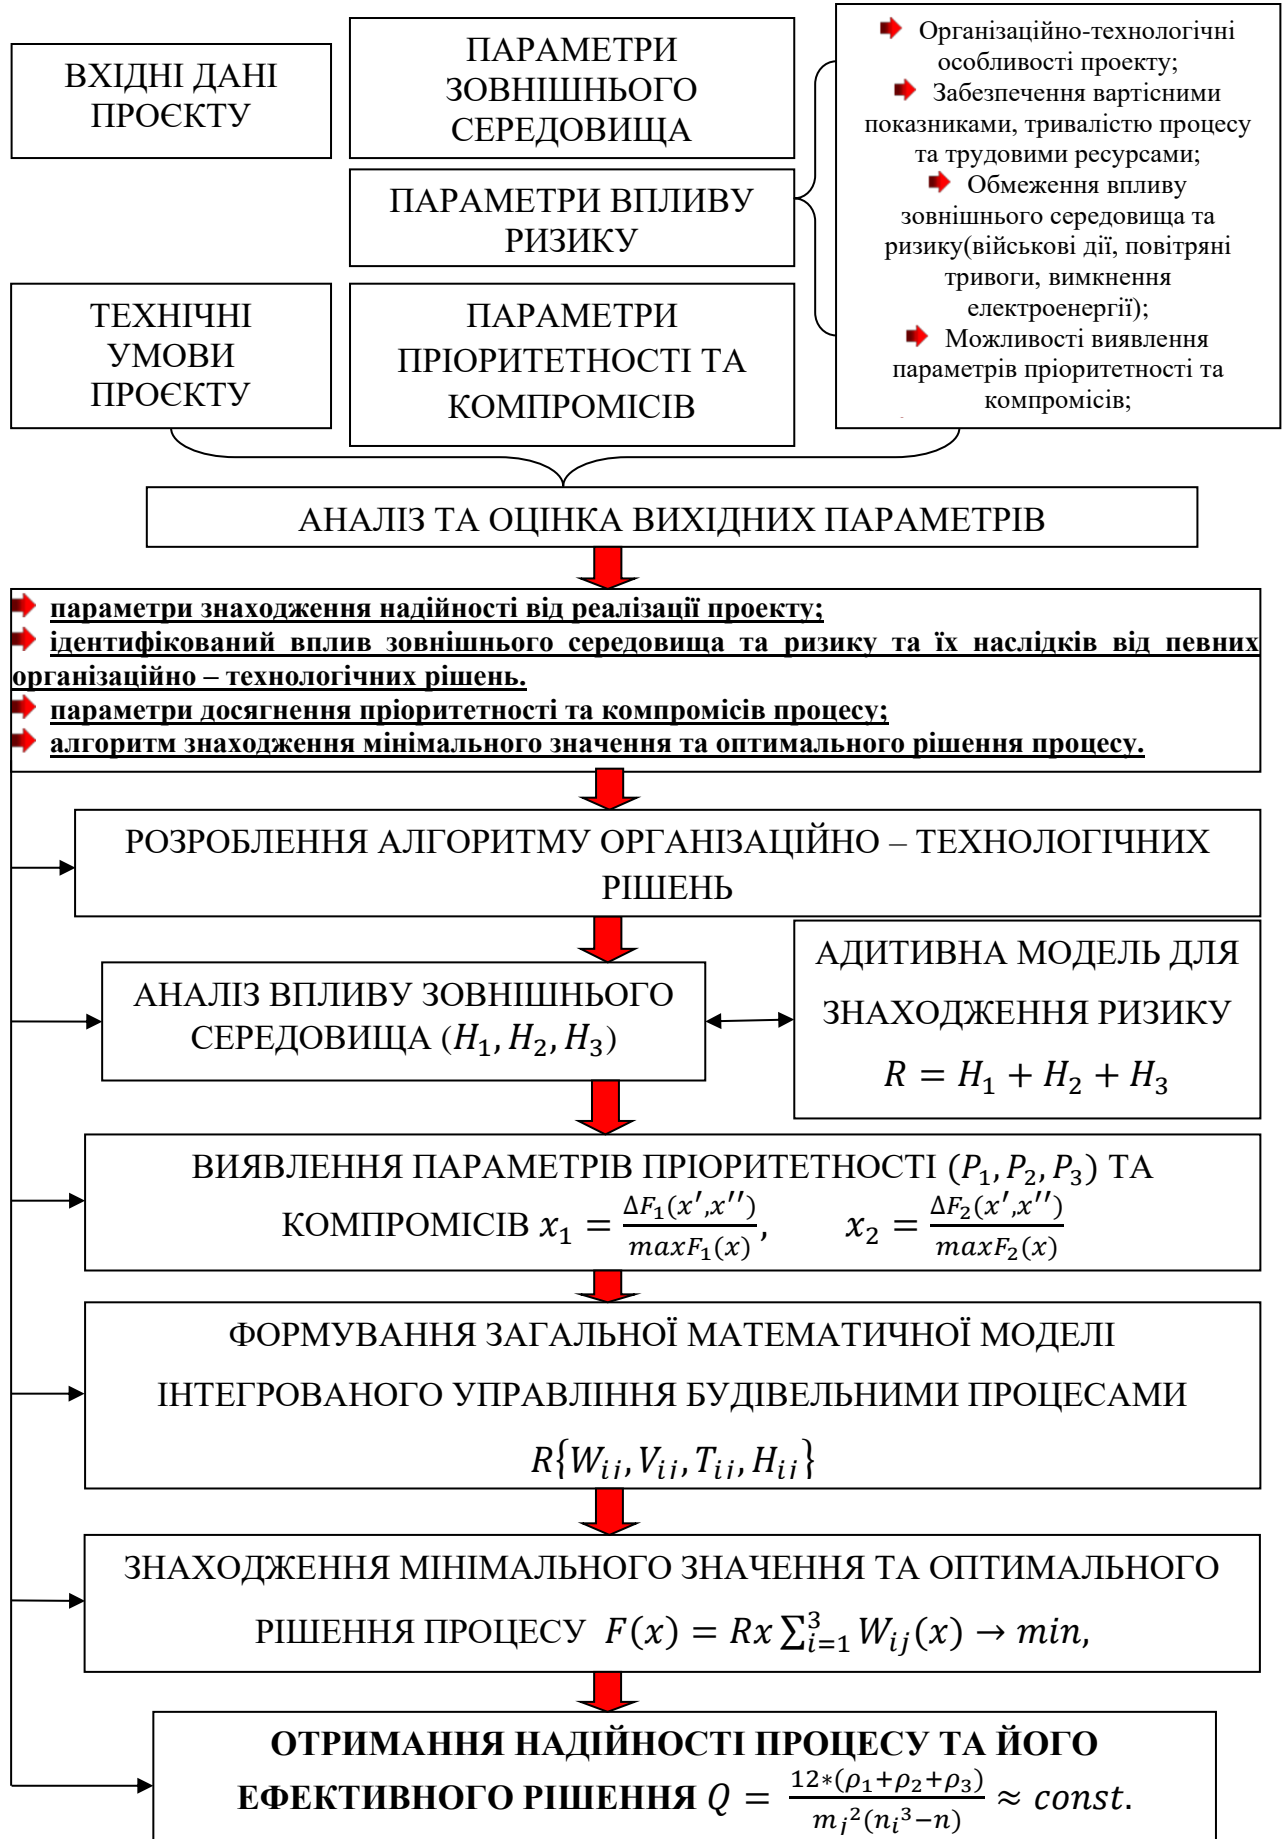 ВХІДНІ ДАНІ
ПРОЄКТУ
ПАРАМЕТРИ
ЗОВНІШНЬОГО
СЕРЕДОВИЩА
ПАРАМЕТРИ ВПЛИВУ
РИЗИКУ
Організаційно-технологічні
особливості проекту;
Забезпечення вартісними
показниками, тривалістю процесу
та трудовими ресурсами;
Обмеження впливу
зовнішнього середовища та
ризику(військові дії, повітряні
тривоги, вимкнення
електроенергії);
Можливості виявлення
параметрів пріоритетності та
компромісів;
ТЕХНІЧНІ
УМОВИ
ПРОЄКТУ
ПАРАМЕТРИ
ПРІОРИТЕТНОСТІ ТА
КОМПРОМІСІВ
АНАЛІЗ ТА ОЦІНКА ВИХІДНИХ ПАРАМЕТРІВ
параметри знаходження надійності від реалізації проекту;
ідентифікований вплив зовнішнього середовища та ризику та їх наслідків від певних
організаційно – технологічних рішень.
параметри досягнення пріоритетності та компромісів процесу;
алгоритм знаходження мінімального значення та оптимального рішення процесу.
РОЗРОБЛЕННЯ АЛГОРИТМУ ОРГАНІЗАЦІЙНО – ТЕХНОЛОГІЧНИХ
РІШЕНЬ
АНАЛІЗ ВПЛИВУ ЗОВНІШНЬОГО
СЕРЕДОВИЩА (H₁, H₂, H₃)
АДИТИВНА МОДЕЛЬ ДЛЯ
ЗНАХОДЖЕННЯ РИЗИКУ
R = H₁ + H₂ + H₃
ВИЯВЛЕННЯ ПАРАМЕТРІВ ПРІОРИТЕТНОСТІ (P₁, P₂, P₃) ТА
КОМПРОМІСІВ x₁ = ΔF₁(x′,x′′)/maxF₁(x), x₂ = ΔF₂(x′,x′′)/maxF₂(x)
ФОРМУВАННЯ ЗАГАЛЬНОЇ МАТЕМАТИЧНОЇ МОДЕЛІ
ІНТЕГРОВАНОГО УПРАВЛІННЯ БУДІВЕЛЬНИМИ ПРОЦЕСАМИ
R{W_ij, V_ij, T_ij, H_ij}
ЗНАХОДЖЕННЯ МІНІМАЛЬНОГО ЗНАЧЕННЯ ТА ОПТИМАЛЬНОГО
РІШЕННЯ ПРОЦЕСУ F(x) = Rx ∑³ᵢ₌₁ W_ij(x) → min,
ОТРИМАННЯ НАДІЙНОСТІ ПРОЦЕСУ ТА ЙОГО
ЕФЕКТИВНОГО РІШЕННЯ Q = 12*(ρ₁+ρ₂+ρ₃)/m_j²(n_i³−n) ≈ const.